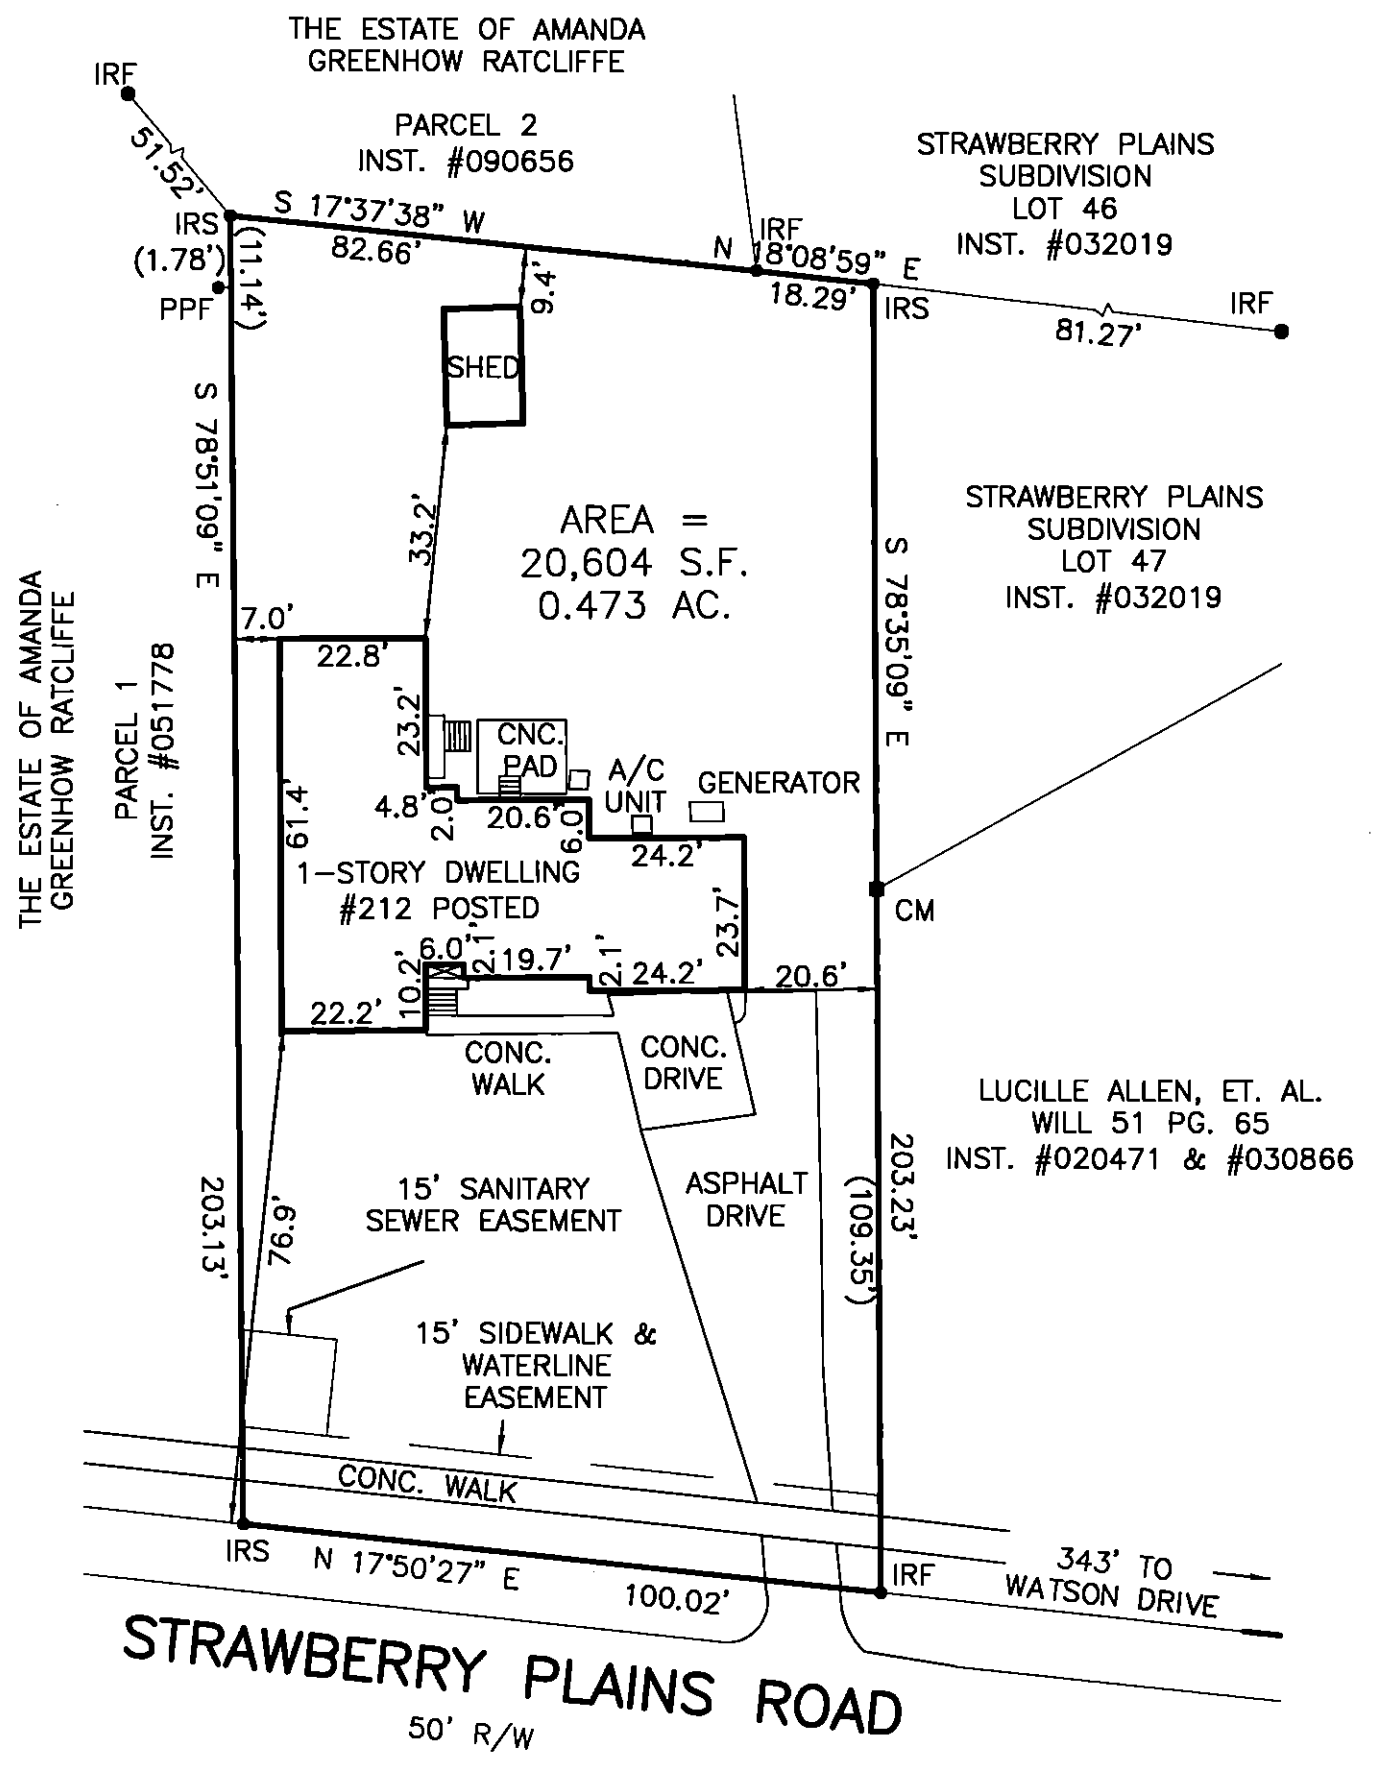 THE ESTATE OF AMANDA
GREENHOW RATCLIFFE
IRF
51.52'
PARCEL 2
INST. #090656
STRAWBERRY PLAINS
SUBDIVISION
LOT 46
INST. #032019
IRS
(1.78')
PPF
(11.14')
S 17°37'38" W
82.66'
IRF
N 18°08'59" E
18.29'
IRS
81.27'
IRF
9.4'
SHED
S 78°51'09" E
33.2'
AREA =
20,604 S.F.
0.473 AC.
S 78°35'09" E
STRAWBERRY PLAINS
SUBDIVISION
LOT 47
INST. #032019
THE ESTATE OF AMANDA
GREENHOW RATCLIFFE
PARCEL 1
INST. #051778
7.0'
22.8'
23.2'
CNC.
PAD
A/C
UNIT
GENERATOR
61.4'
4.8'
2.0'
20.6'
6.0'
24.2'
1-STORY DWELLING
#212 POSTED
23.7'
CM
6.0'
2.1'
19.7'
2.1'
24.2'
20.6'
10.2'
22.2'
CONC.
WALK
CONC.
DRIVE
LUCILLE ALLEN, ET. AL.
WILL 51 PG. 65
INST. #020471 & #030866
203.13'
76.9'
15' SANITARY
SEWER EASEMENT
ASPHALT
DRIVE
203.23'
(109.35')
15' SIDEWALK &
WATERLINE
EASEMENT
CONC. WALK
IRS
N 17°50'27" E
100.02'
IRF
343' TO
WATSON DRIVE
STRAWBERRY PLAINS ROAD
50' R/W